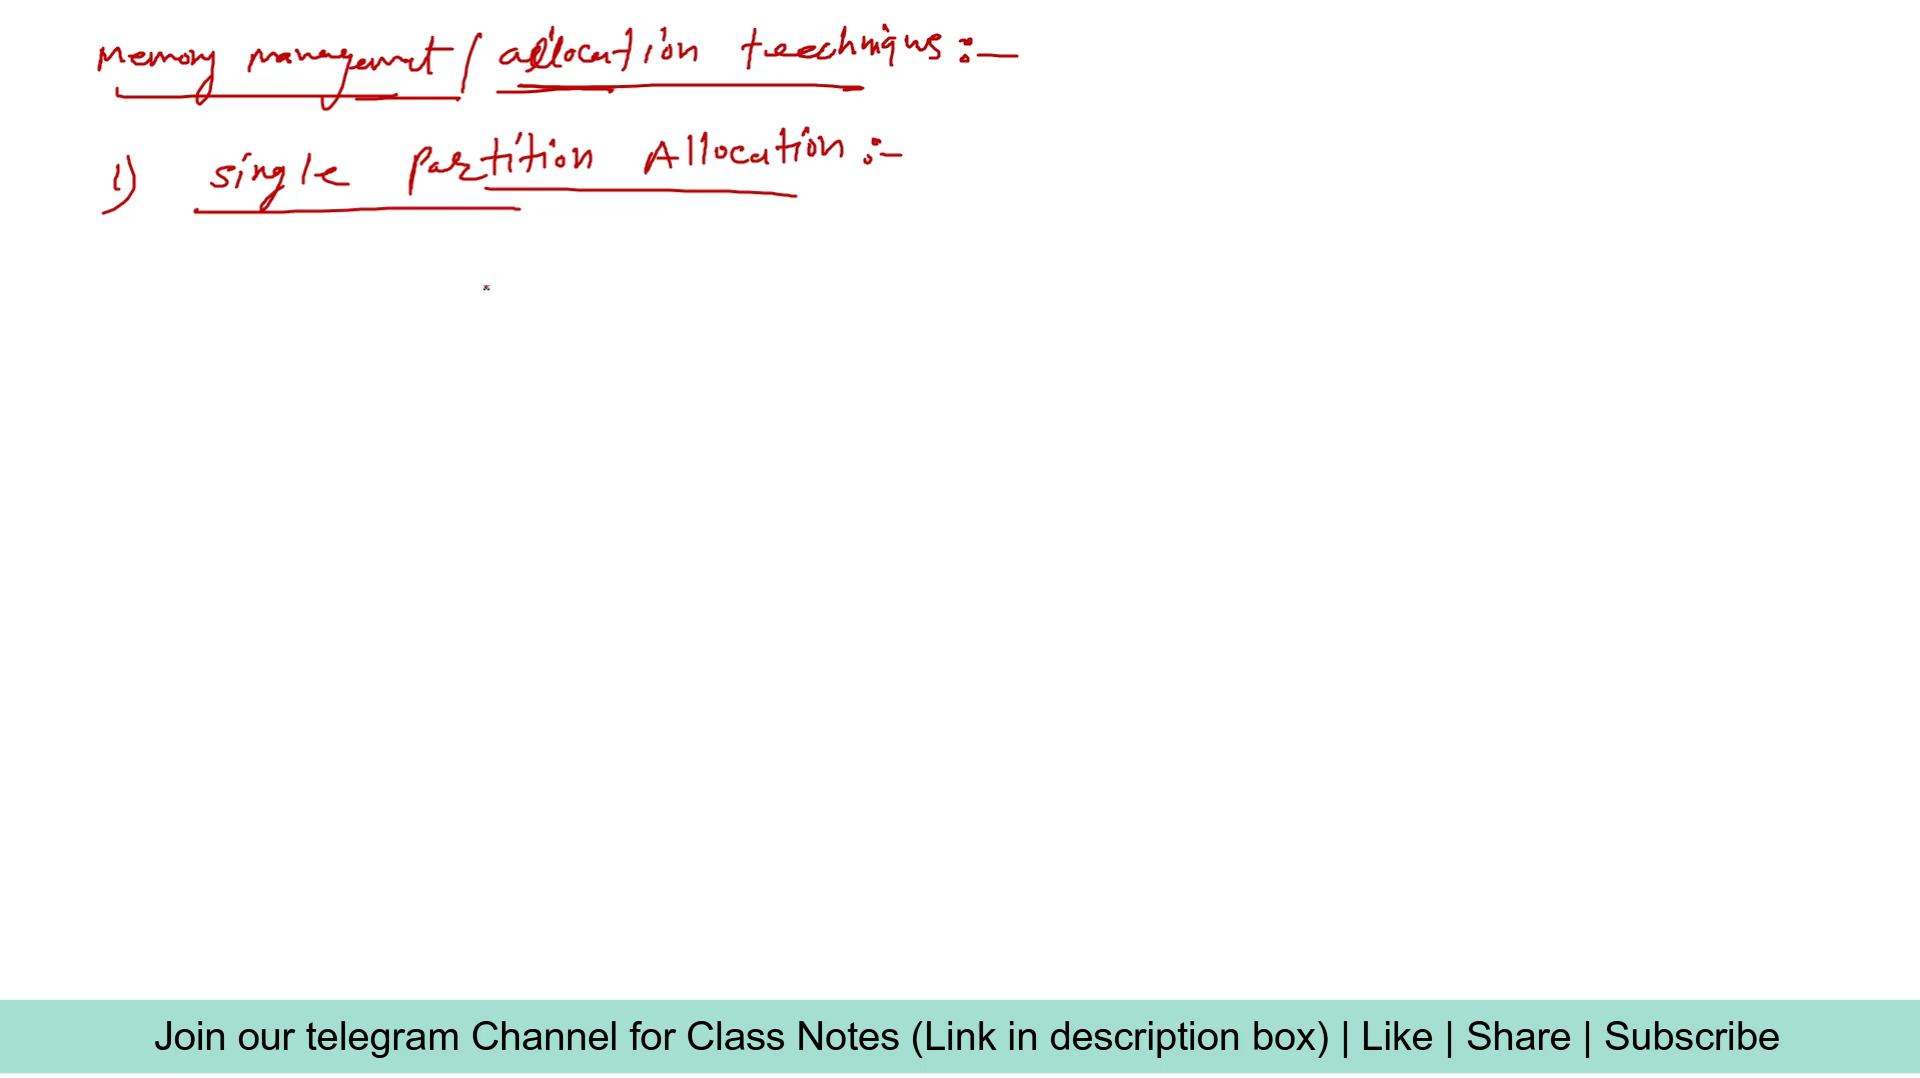 Memory management / allocation teechniqus :-
1) single Partition Allocation :-
Join our telegram Channel for Class Notes (Link in description box) | Like | Share | Subscribe